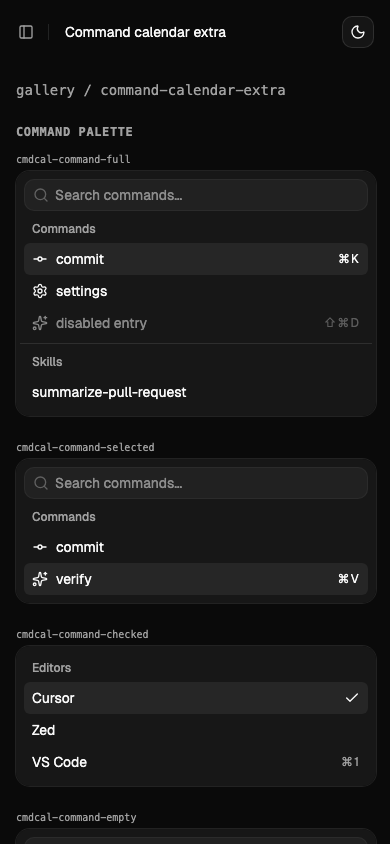 Command calendar extra
gallery / command-calendar-extra
COMMAND PALETTE
cmdcal-command-full
Search commands...
Commands
commit ⌘K
settings
disabled entry ⇧⌘D
Skills
summarize-pull-request
cmdcal-command-selected
Search commands...
Commands
commit
verify ⌘V
cmdcal-command-checked
Editors
Cursor
Zed
VS Code ⌘1
cmdcal-command-empty